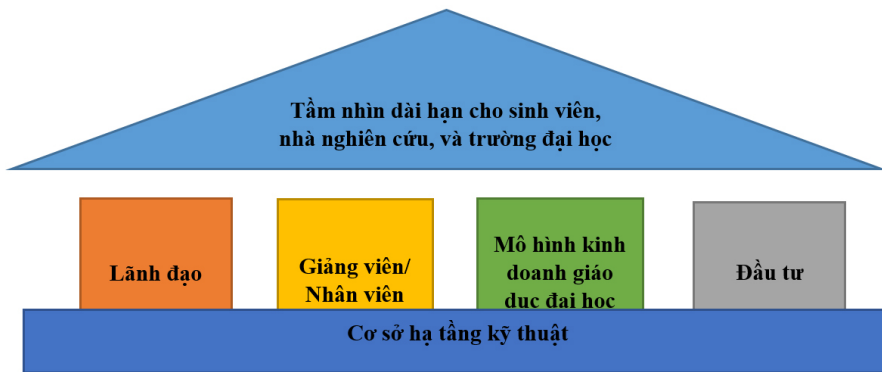 Tầm nhìn dài hạn cho sinh viên,
nhà nghiên cứu, và trường đại học
Lãnh đạo
Giảng viên/
Nhân viên
Mô hình kinh
doanh giáo
dục đại học
Đầu tư
Cơ sở hạ tầng kỹ thuật